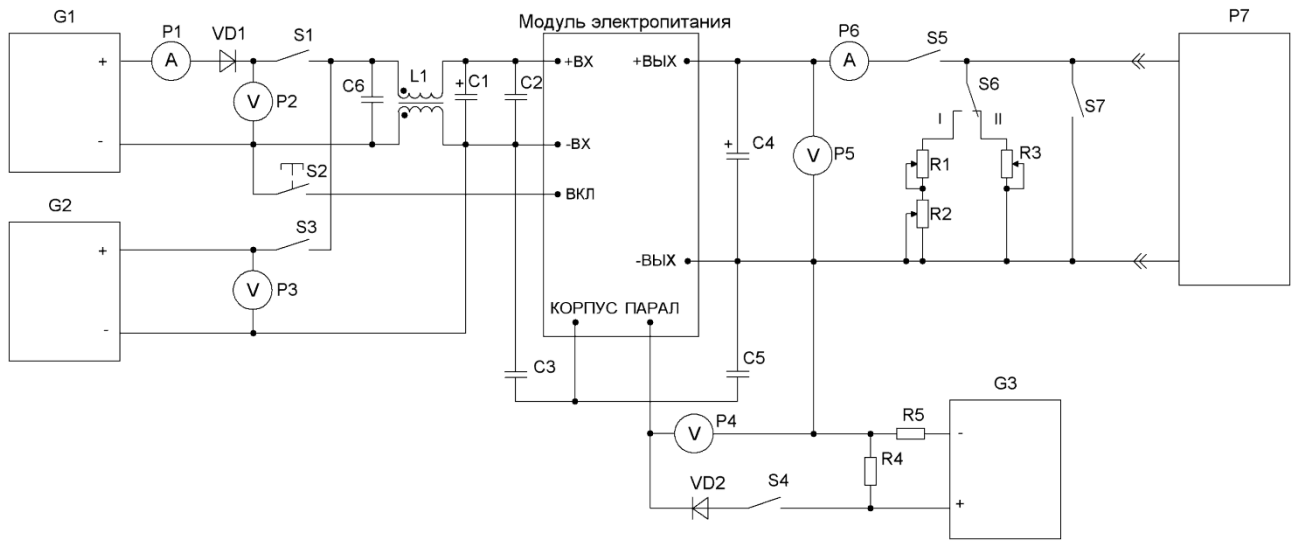 G1
P1
VD1
S1
Модуль электропитания
P6
S5
P7
+
A
V
P2
-
C6
L1
+
C1
C2
+ВХ
-ВХ
ВКЛ
S2
+ВЫХ
-ВЫХ
+
C4
V
P5
A
S6
I
II
S7
R1
R2
R3
G2
+
-
S3
V
P3
КОРПУС
ПАРАЛ
C3
C5
V
P4
R5
R4
G3
-
+
VD2
S4